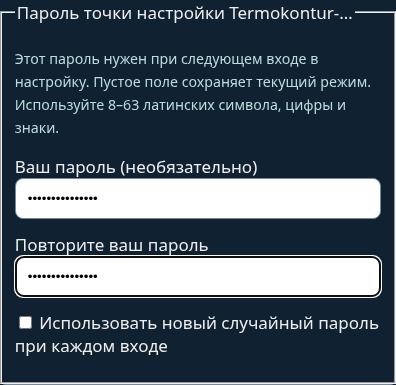 Пароль точки настройки Termokontur-...
Этот пароль нужен при следующем входе в
настройку. Пустое поле сохраняет текущий режим.
Используйте 8–63 латинских символа, цифры и
знаки.
Ваш пароль (необязательно)
•••••••••••••••
Повторите ваш пароль
•••••••••••••••
Использовать новый случайный пароль
при каждом входе